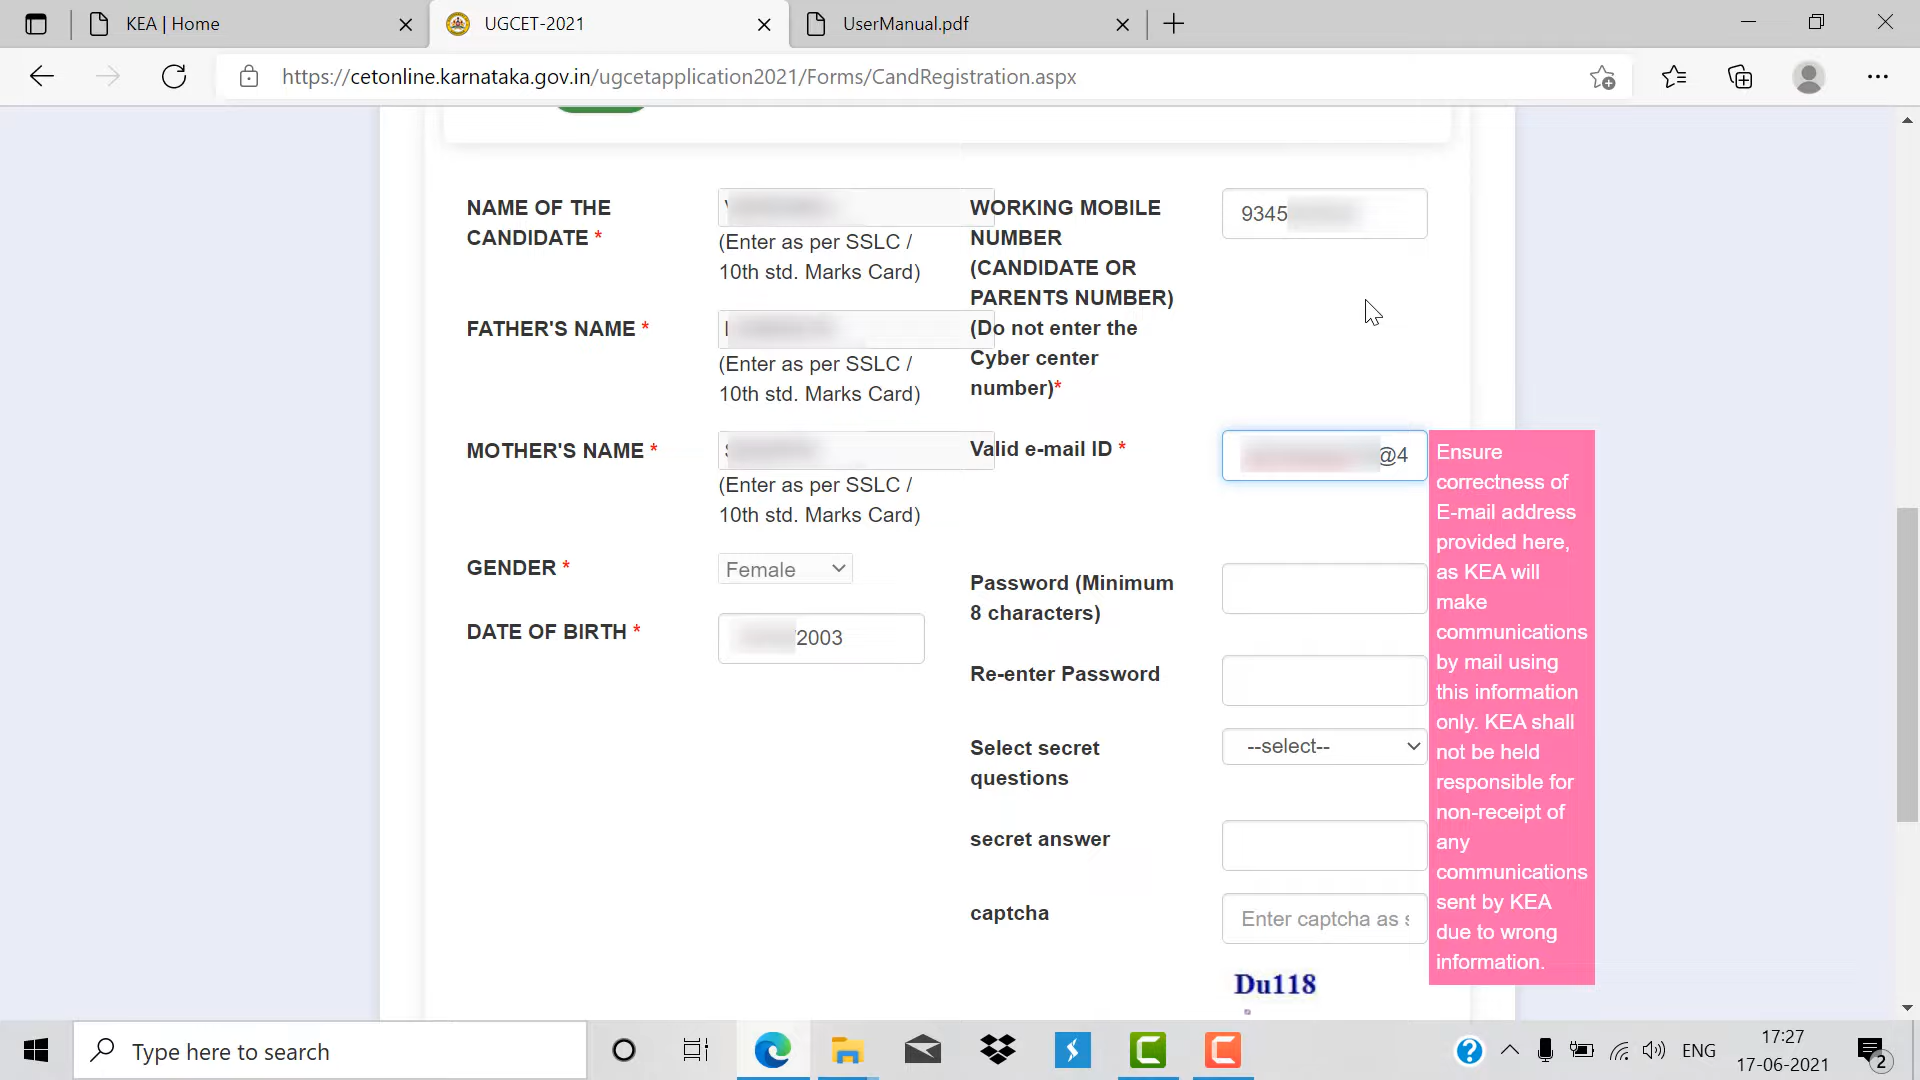 KEA | Home
UGCET-2021
UserManual.pdf
https://cetonline.karnataka.gov.in/ugcetapplication2021/Forms/CandRegistration.aspx
NAME OF THE
CANDIDATE *
(Enter as per SSLC /
10th std. Marks Card)
FATHER'S NAME *
(Enter as per SSLC /
10th std. Marks Card)
MOTHER'S NAME *
(Enter as per SSLC /
10th std. Marks Card)
GENDER *
Female
DATE OF BIRTH *
2003
WORKING MOBILE
NUMBER
(CANDIDATE OR
PARENTS NUMBER)
(Do not enter the
Cyber center
number)*
9345
Valid e-mail ID *
@4
Password (Minimum
8 characters)
Re-enter Password
Select secret
questions
--select--
secret answer
captcha
Enter captcha as s
Du118
Ensure
correctness of
E-mail address
provided here,
as KEA will
make
communications
by mail using
this information
only. KEA shall
not be held
responsible for
non-receipt of
any
communications
sent by KEA
due to wrong
information.
Type here to search
ENG
17:27
17-06-2021
2